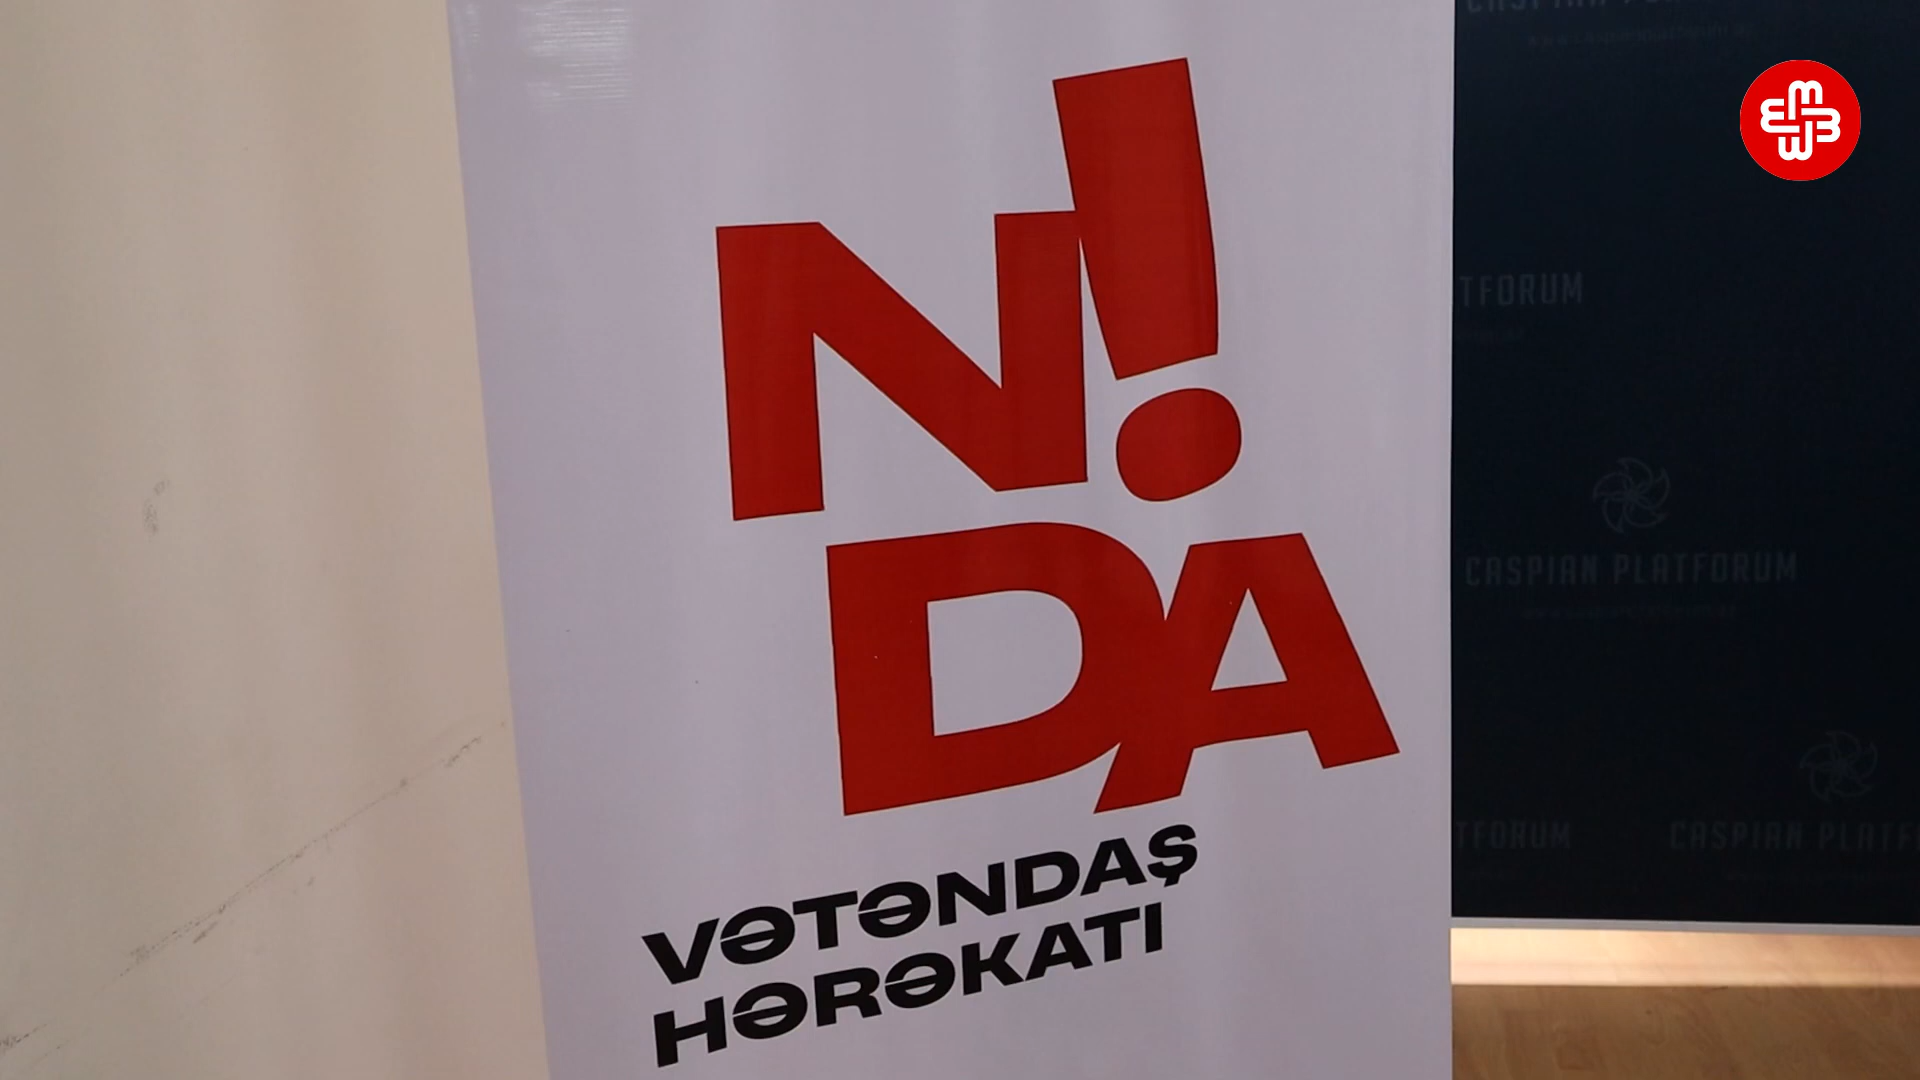 N!
DA
VƏTƏNDAŞ
HƏRƏKATI
TFORUM
CASPIAN PLATFORUM
TFORUM
CASPIAN PLATF